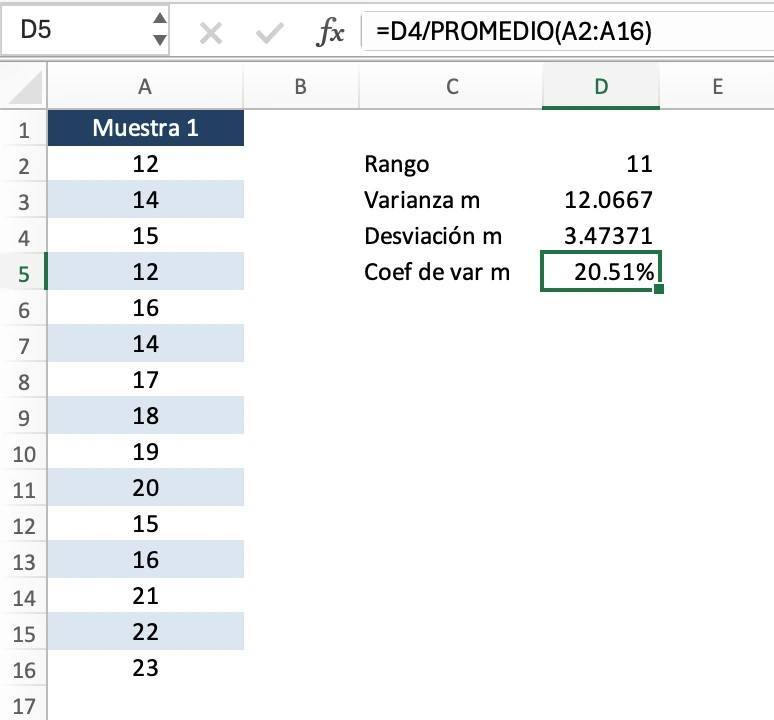 D5 fx =D4/PROMEDIO(A2:A16)
A B C D E
1 Muestra 1
2 12 Rango 11
3 14 Varianza m 12.0667
4 15 Desviación m 3.47371
5 12 Coef de var m 20.51%
6 16
7 14
8 17
9 18
10 19
11 20
12 15
13 16
14 21
15 22
16 23
17